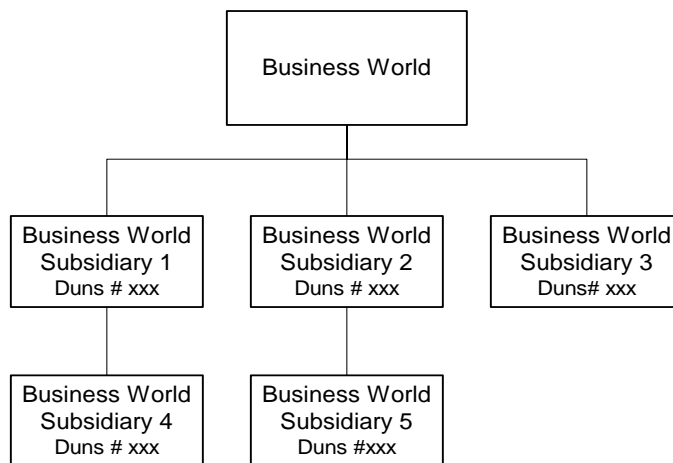 Business World
Business World
Subsidiary 1
Duns # xxx
Business World
Subsidiary 2
Duns # xxx
Business World
Subsidiary 3
Duns# xxx
Business World
Subsidiary 4
Duns # xxx
Business World
Subsidiary 5
Duns #xxx